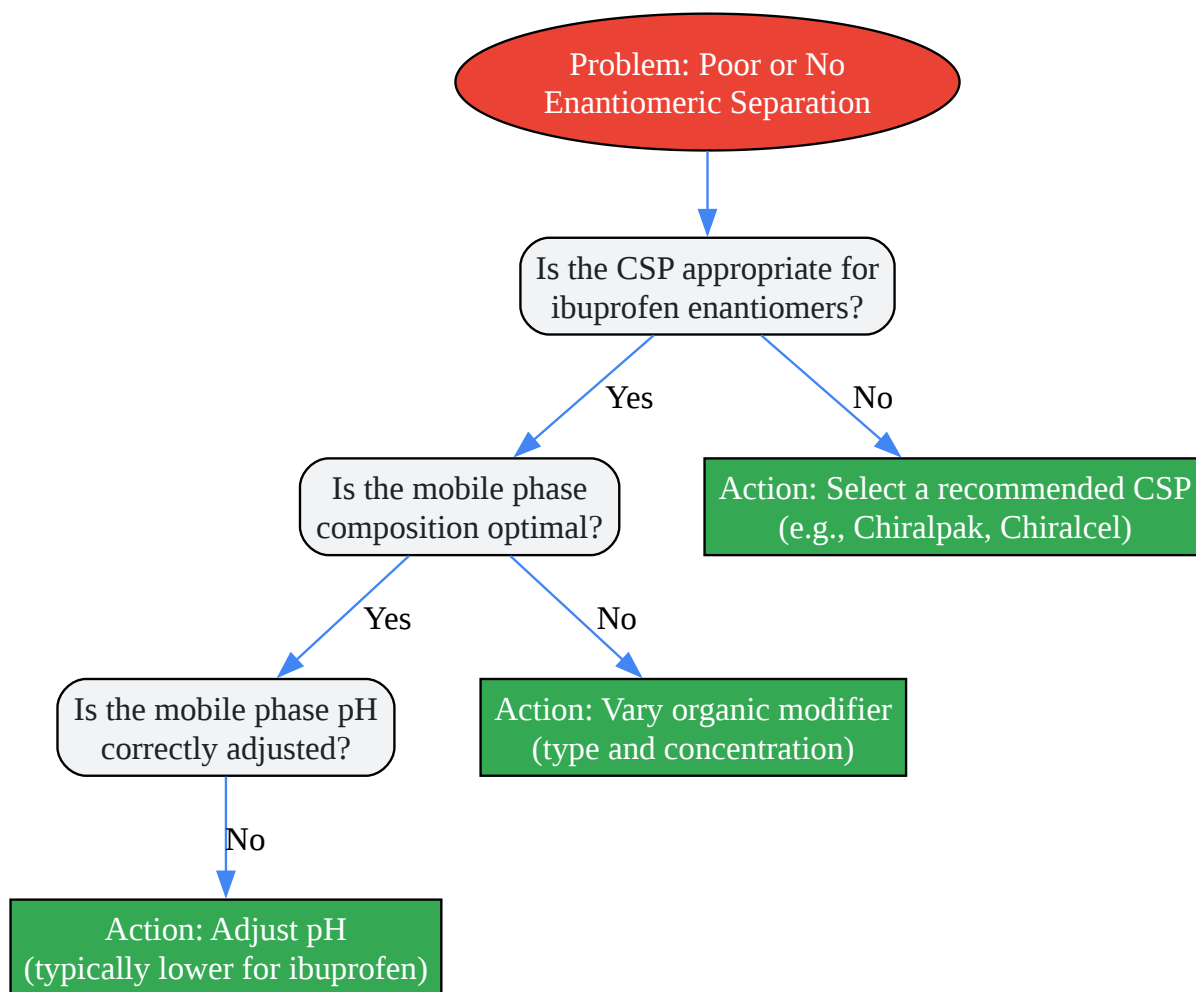 Problem: Poor or No
Enantiomeric Separation
Is the CSP appropriate for
ibuprofen enantiomers?
Yes
No
Is the mobile phase
composition optimal?
Action: Select a recommended CSP
(e.g., Chiralpak, Chiralcel)
Yes
No
Is the mobile phase pH
correctly adjusted?
Action: Vary organic modifier
(type and concentration)
No
Action: Adjust pH
(typically lower for ibuprofen)